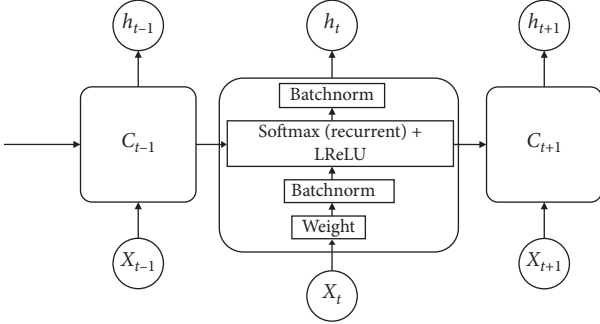 h_{t–1}
h_t
h_{t+1}
Batchnorm
C_{t–1}
Softmax (recurrent) +
LReLU
C_{t+1}
Batchnorm
Weight
X_{t–1}
X_t
X_{t+1}